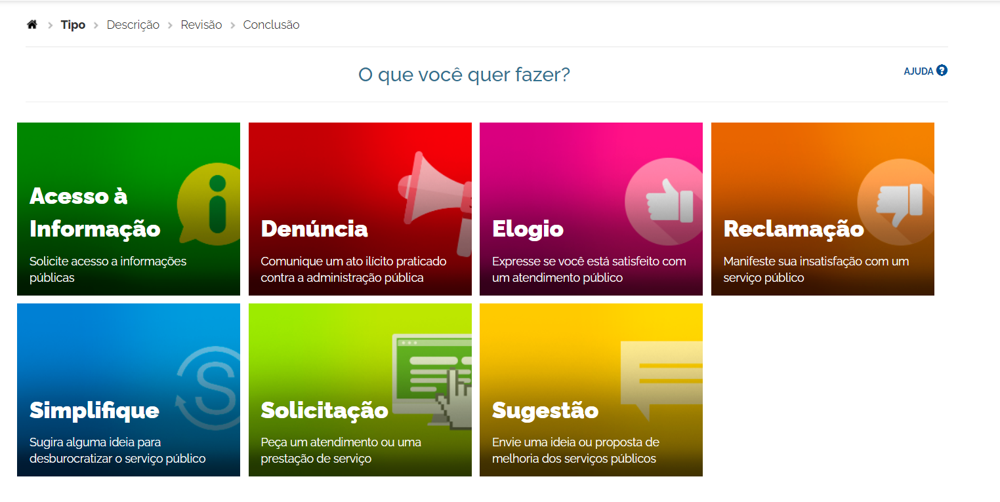 Tipo Descrição Revisão Conclusão
O que você quer fazer?
AJUDA ?
Acesso à
Informação
Solicite acesso a informações
públicas
Denúncia
Comunique um ato ilícito praticado
contra a administração pública
Elogio
Expresse se você está satisfeito com
um atendimento público
Reclamação
Manifeste sua insatisfação com um
serviço público
Simplifique
Sugira alguma ideia para
desburocratizar o serviço público
Solicitação
Peça um atendimento ou uma
prestação de serviço
Sugestão
Envie uma ideia ou proposta de
melhoria dos serviços públicos